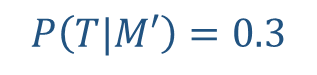 P(T|M′) = 0.3